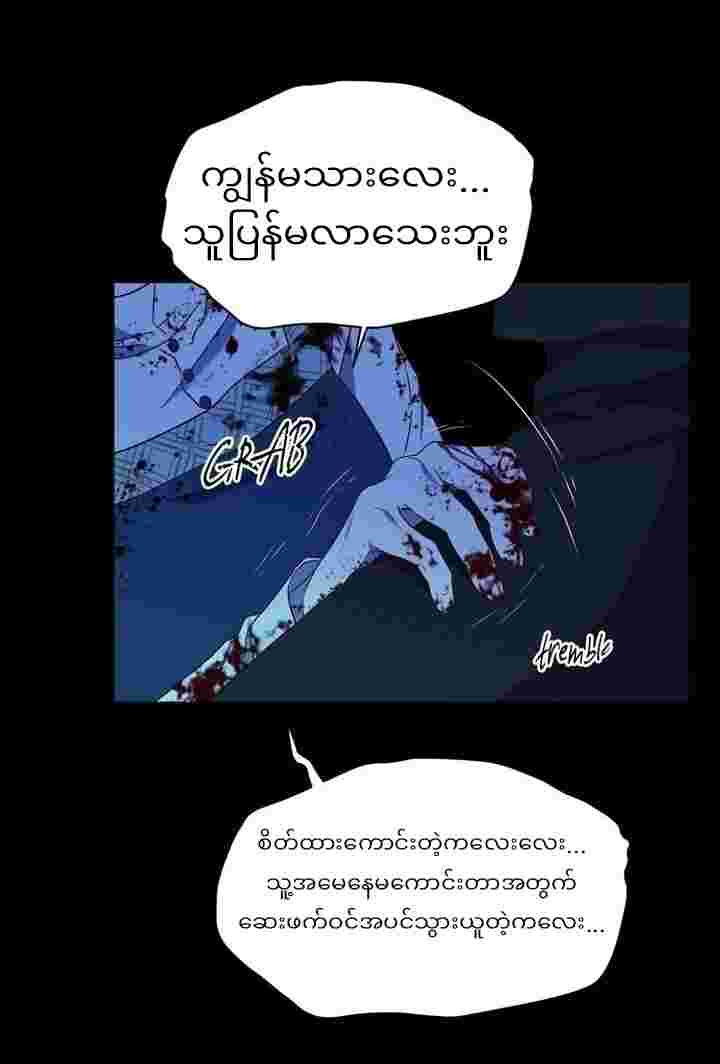 ကျွန်မသားလေး...
သူပြန်မလာသေးဘူး
GRAB
tremble
စိတ်ထားကောင်းတဲ့ကလေးလေး...
သူ့အမေနေမကောင်းတာအတွက်
ဆေးဖက်ဝင်အပင်သွားယူတဲ့ကလေး...